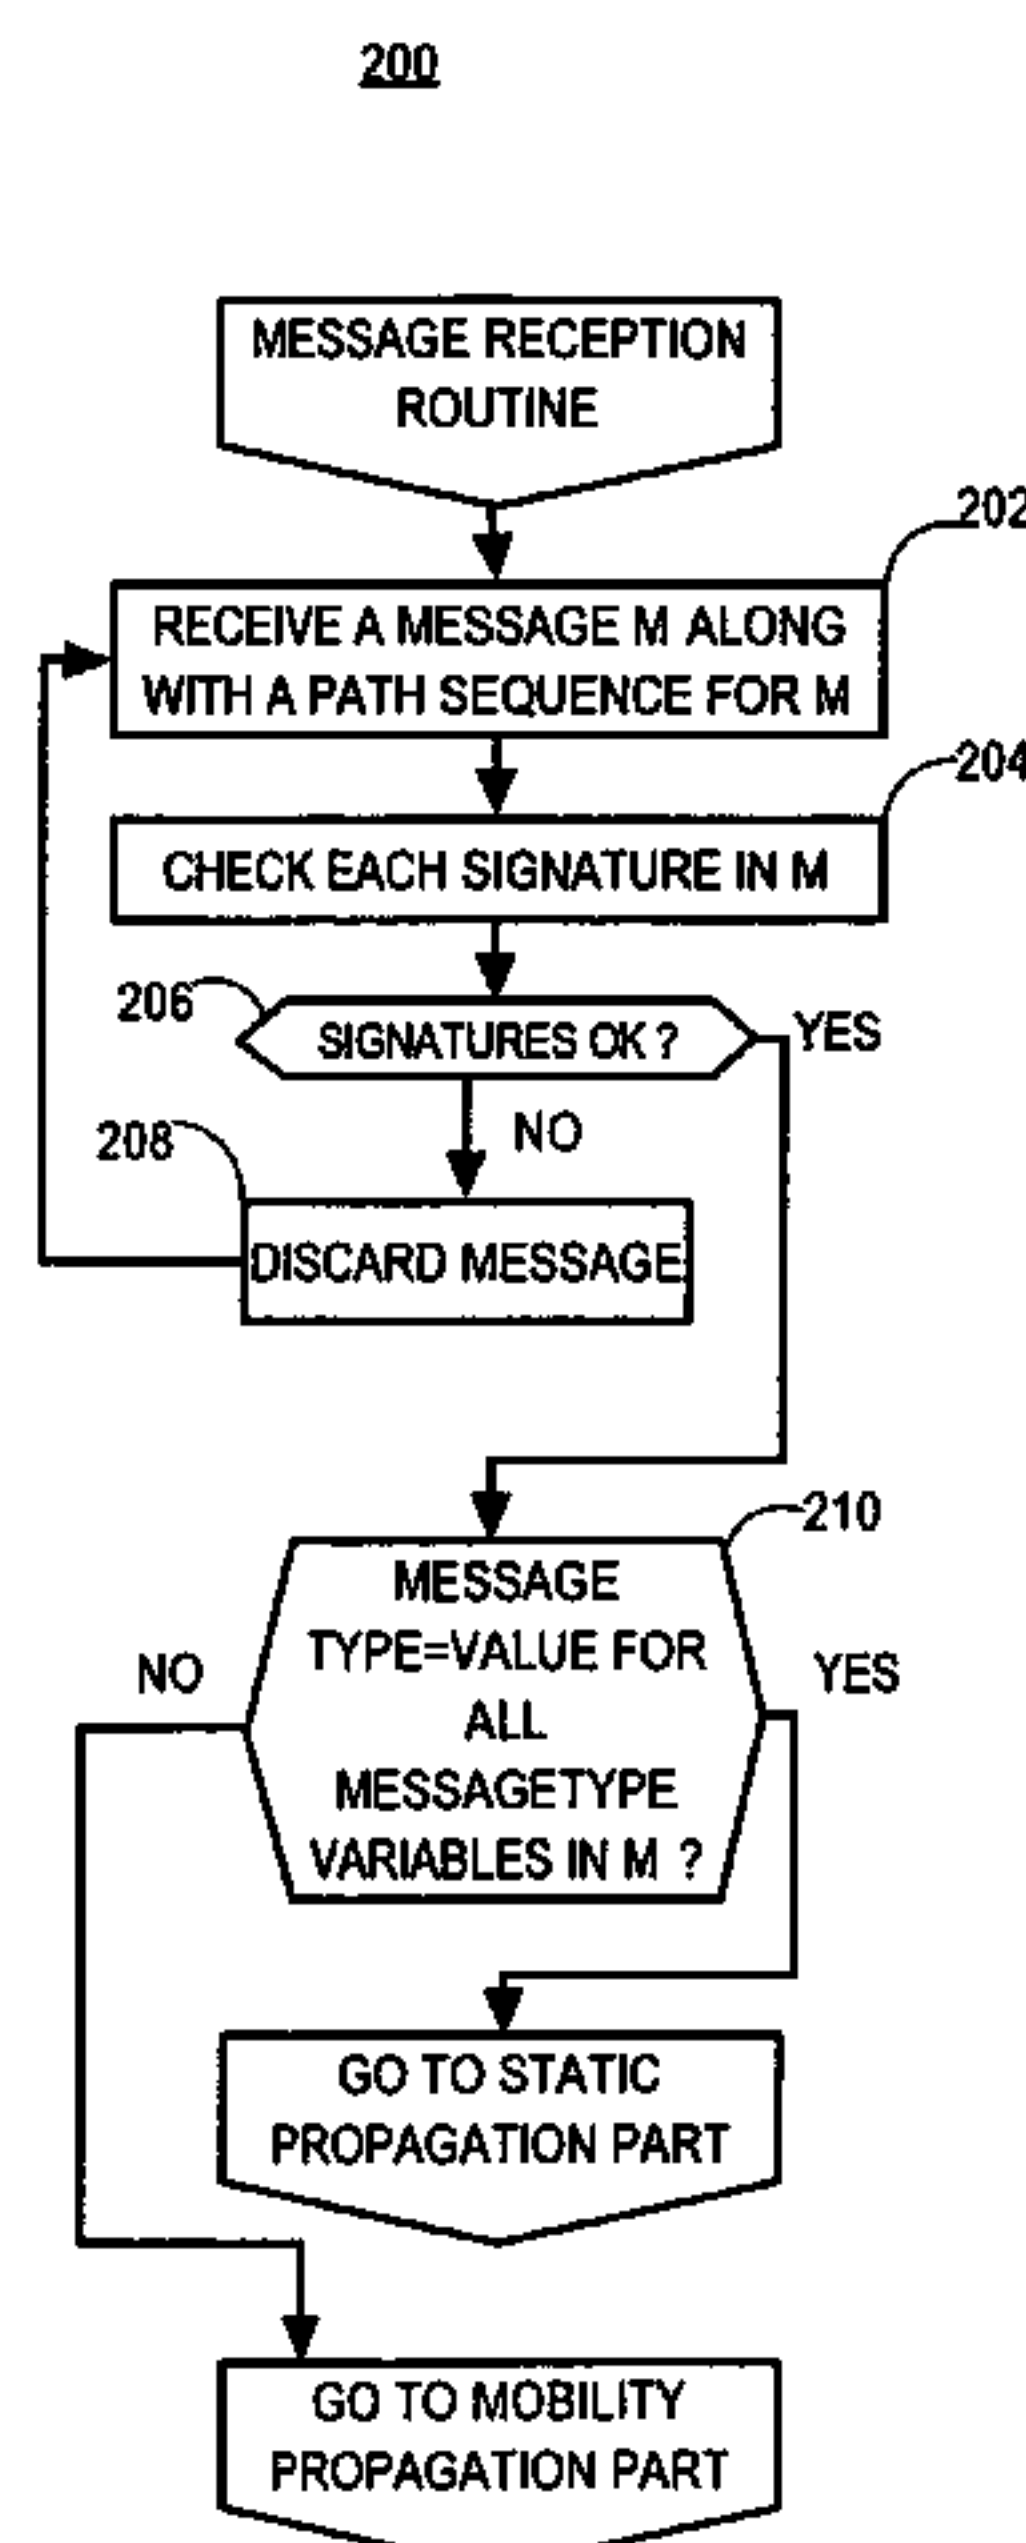 200
MESSAGE RECEPTION
ROUTINE
202
RECEIVE A MESSAGE M ALONG
WITH A PATH SEQUENCE FOR M
204
CHECK EACH SIGNATURE IN M
206
SIGNATURES OK ?
YES
NO
208
DISCARD MESSAGE
210
MESSAGE
TYPE=VALUE FOR
ALL
MESSAGETYPE
VARIABLES IN M ?
NO
YES
GO TO STATIC
PROPAGATION PART
GO TO MOBILITY
PROPAGATION PART